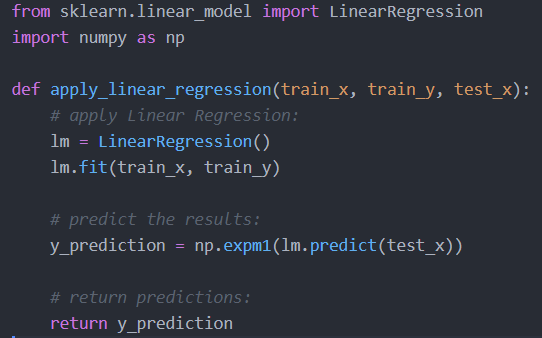 from sklearn.linear_model import LinearRegression
import numpy as np
def apply_linear_regression(train_x, train_y, test_x):
# apply Linear Regression:
lm = LinearRegression()
lm.fit(train_x, train_y)
# predict the results:
y_prediction = np.expm1(lm.predict(test_x))
# return predictions:
return y_prediction